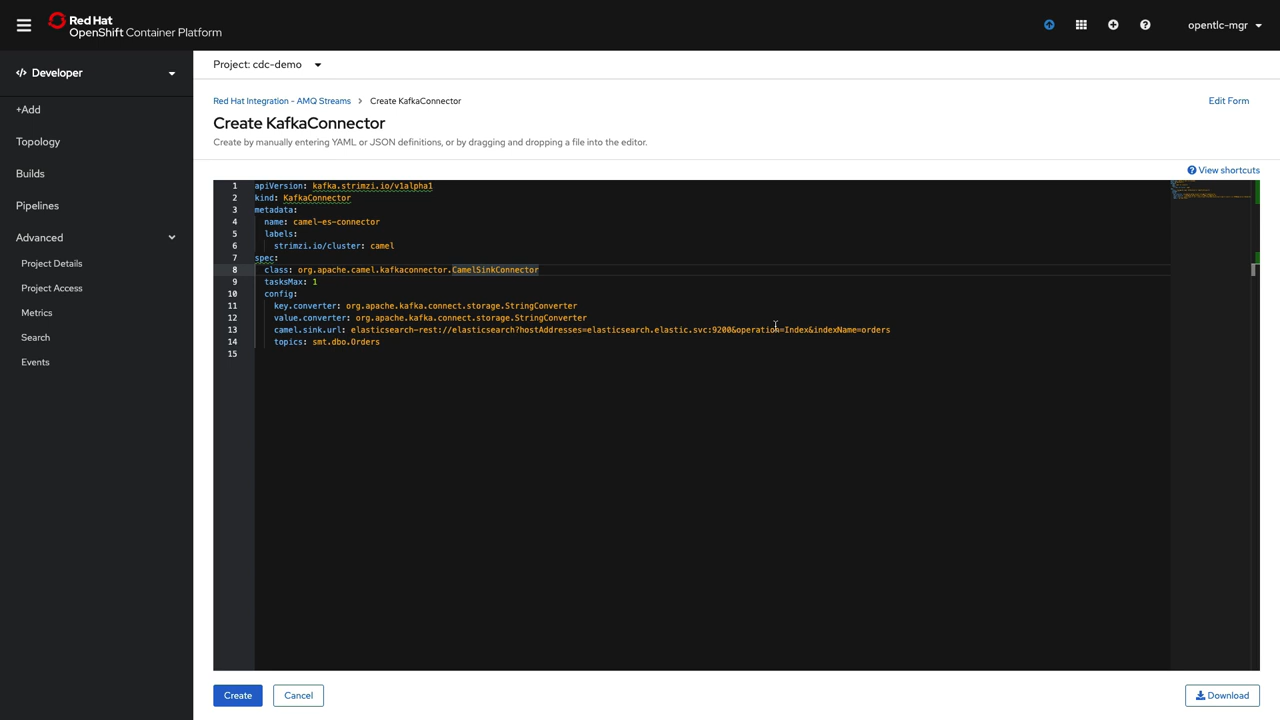 Red Hat
OpenShift Container Platform
opentlc-mgr
</> Developer
+Add
Topology
Builds
Pipelines
Advanced
Project Details
Project Access
Metrics
Search
Events
Project: cdc-demo
Red Hat Integration - AMQ Streams > Create KafkaConnector
Edit Form
Create KafkaConnector
Create by manually entering YAML or JSON definitions, or by dragging and dropping a file into the editor.
View shortcuts
1 apiVersion: kafka.strimzi.io/v1alpha1
2 kind: KafkaConnector
3 metadata:
4   name: camel-es-connector
5   labels:
6     strimzi.io/cluster: camel
7 spec:
8   class: org.apache.camel.kafkaconnector.CamelSinkConnector
9   tasksMax: 1
10   config:
11     key.converter: org.apache.kafka.connect.storage.StringConverter
12     value.converter: org.apache.kafka.connect.storage.StringConverter
13     camel.sink.url: elasticsearch-rest://elasticsearch?hostAddresses=elasticsearch.elastic.svc:9200&operation=Index&indexName=orders
14     topics: smt.dbo.Orders
15
Create
Cancel
Download